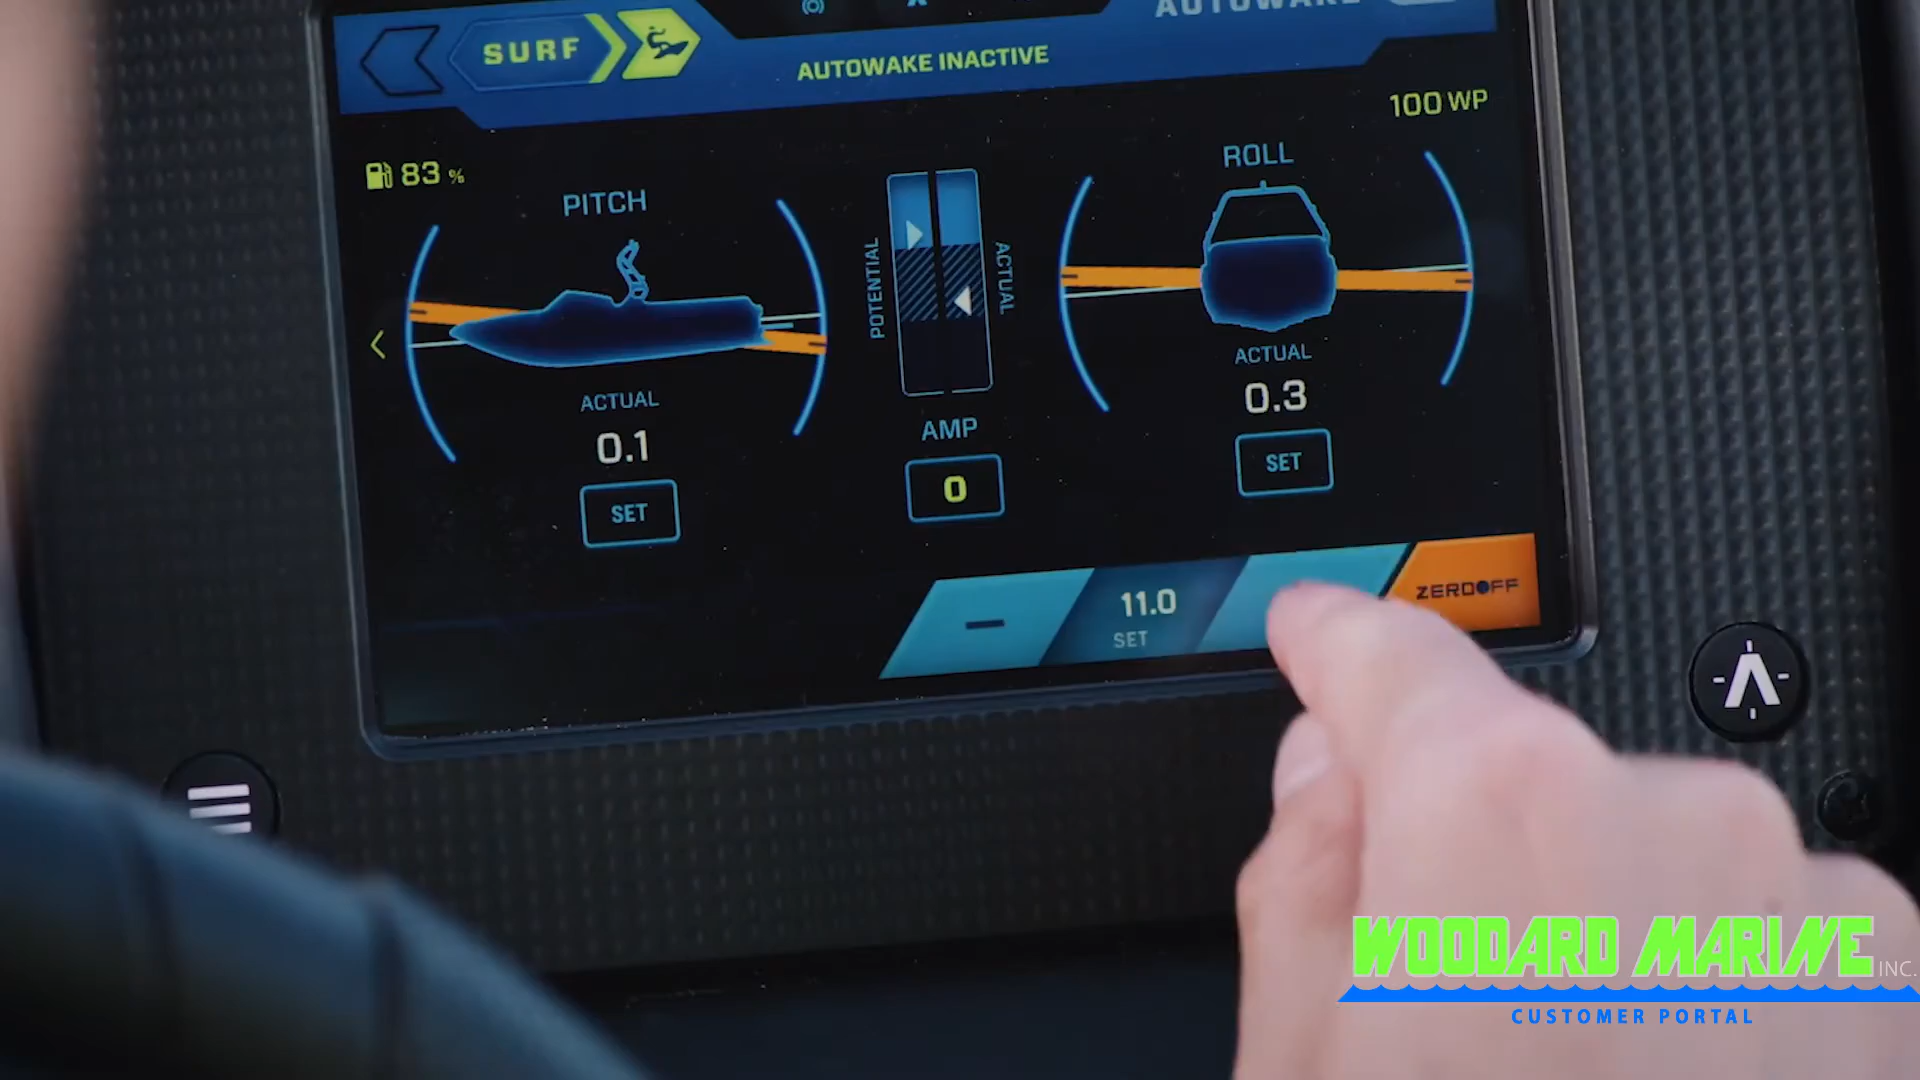 AUTOWAKE
SURF
AUTOWAKE INACTIVE
100 WP
83 %
PITCH
ROLL
POTENTIAL
ACTUAL
ACTUAL
0.1
SET
AMP
0
ACTUAL
0.3
SET
11.0
SET
ZEROOFF
WOODARD MARINE INC.
CUSTOMER PORTAL